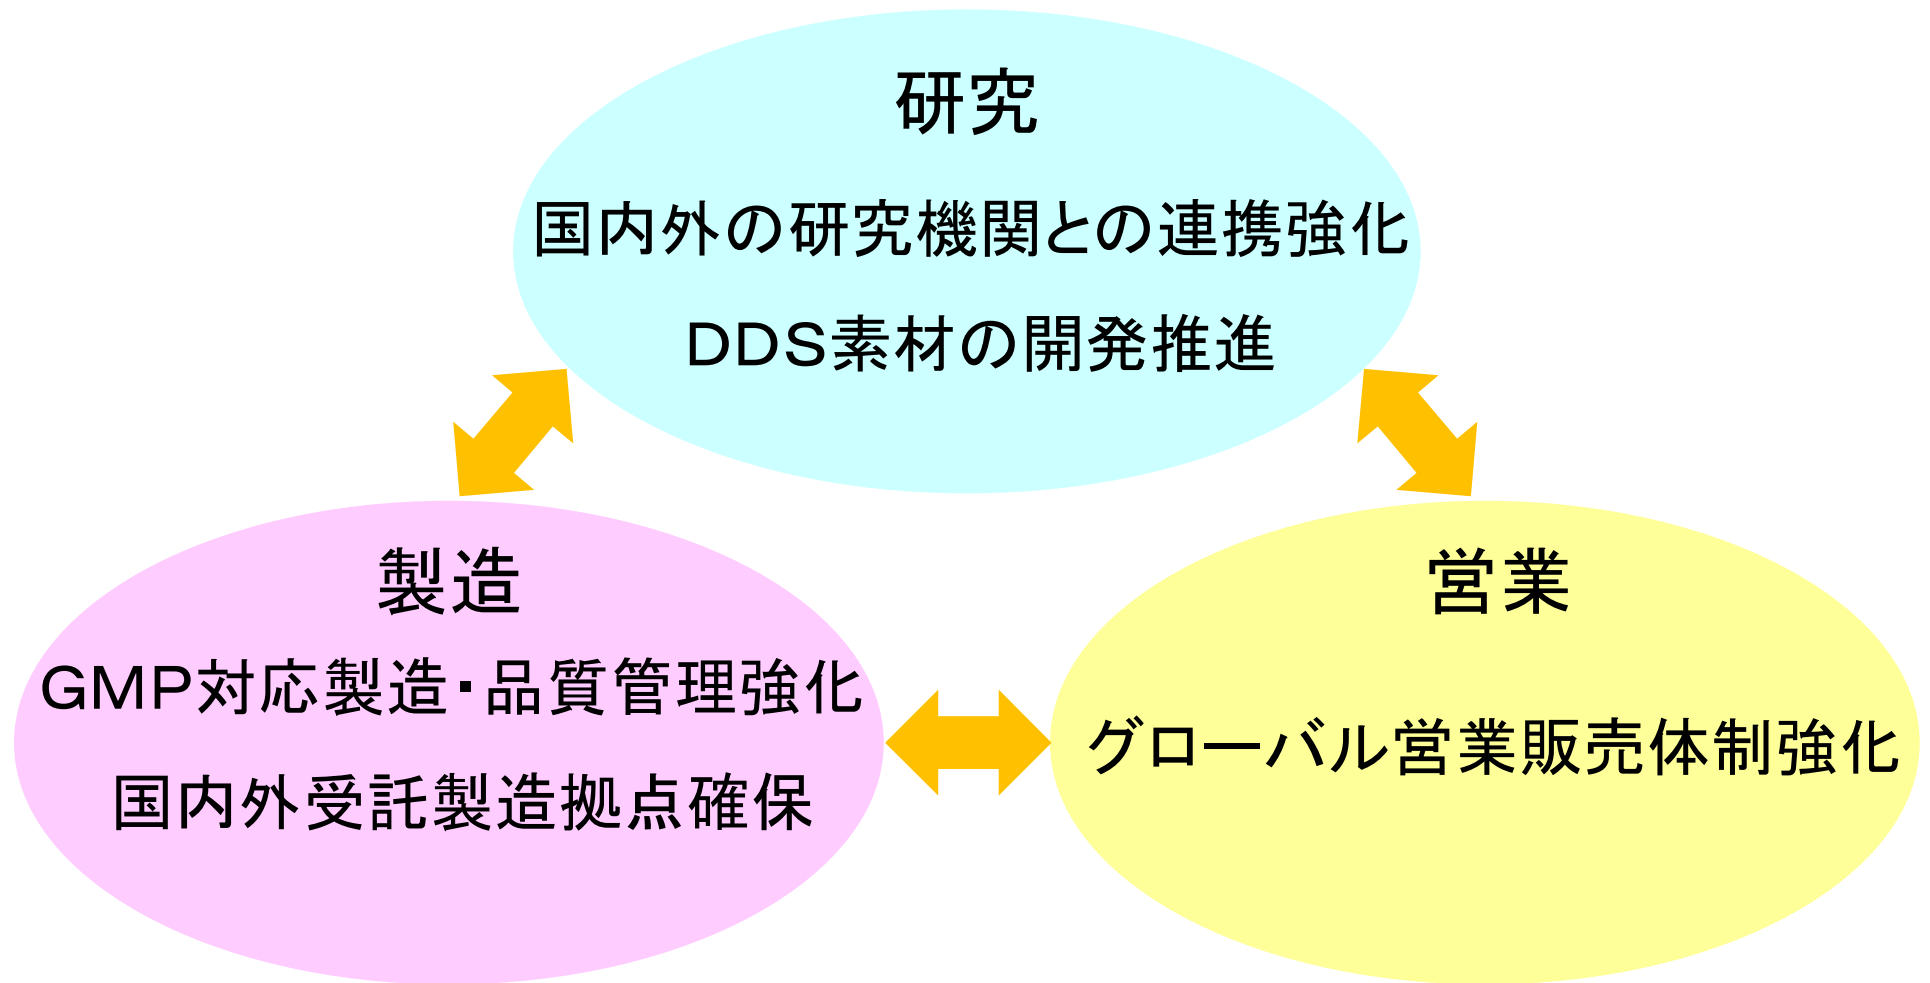 研究
国内外の研究機関との連携強化
DDS素材の開発推進
製造
GMP対応製造・品質管理強化
国内外受託製造拠点確保
営業
グローバル営業販売体制強化